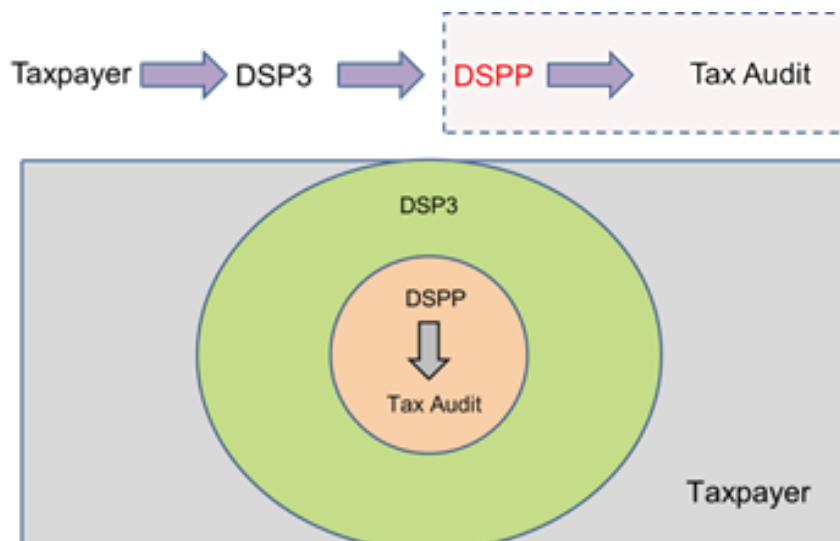 Taxpayer DSP3 DSPP Tax Audit
DSP3
DSPP
Tax Audit
Taxpayer